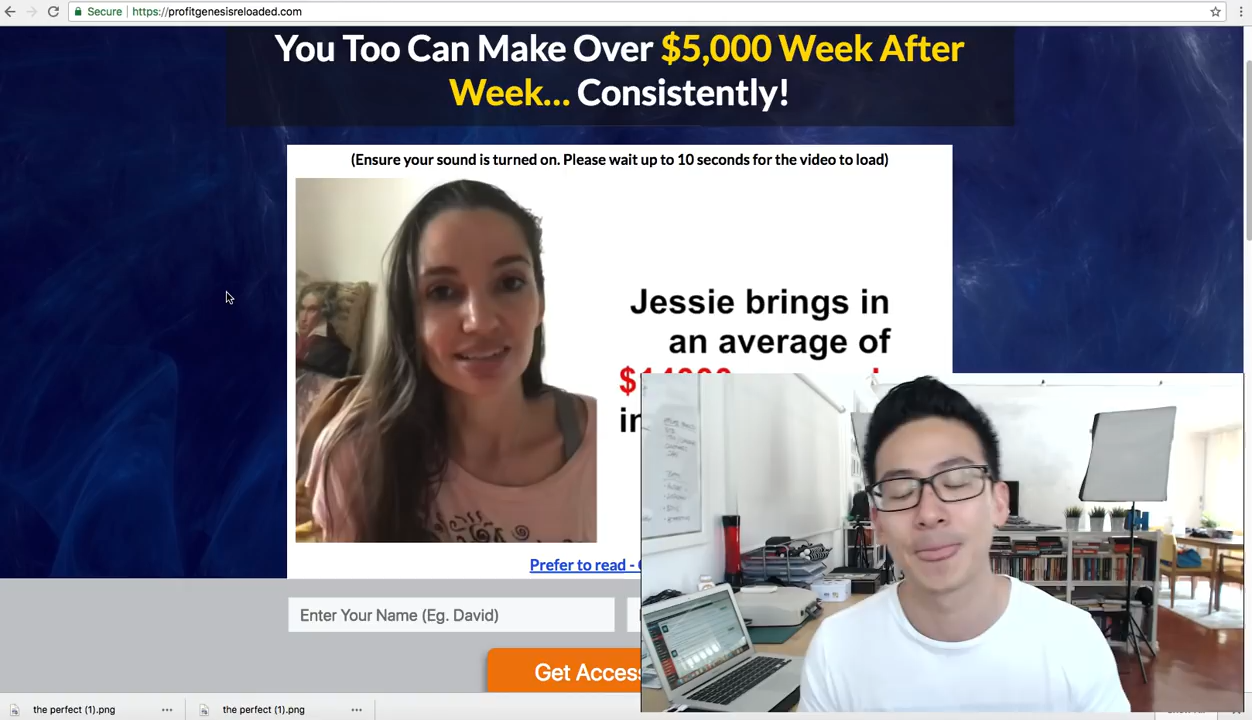 Secure
https://profitgenesisreloaded.com
You Too Can Make Over $5,000 Week After
Week... Consistently!
(Ensure your sound is turned on. Please wait up to 10 seconds for the video to load)
Jessie brings in
an average of
Prefer to read -
Enter Your Name (Eg. David)
Get Access
the perfect (1).png
the perfect (1).png